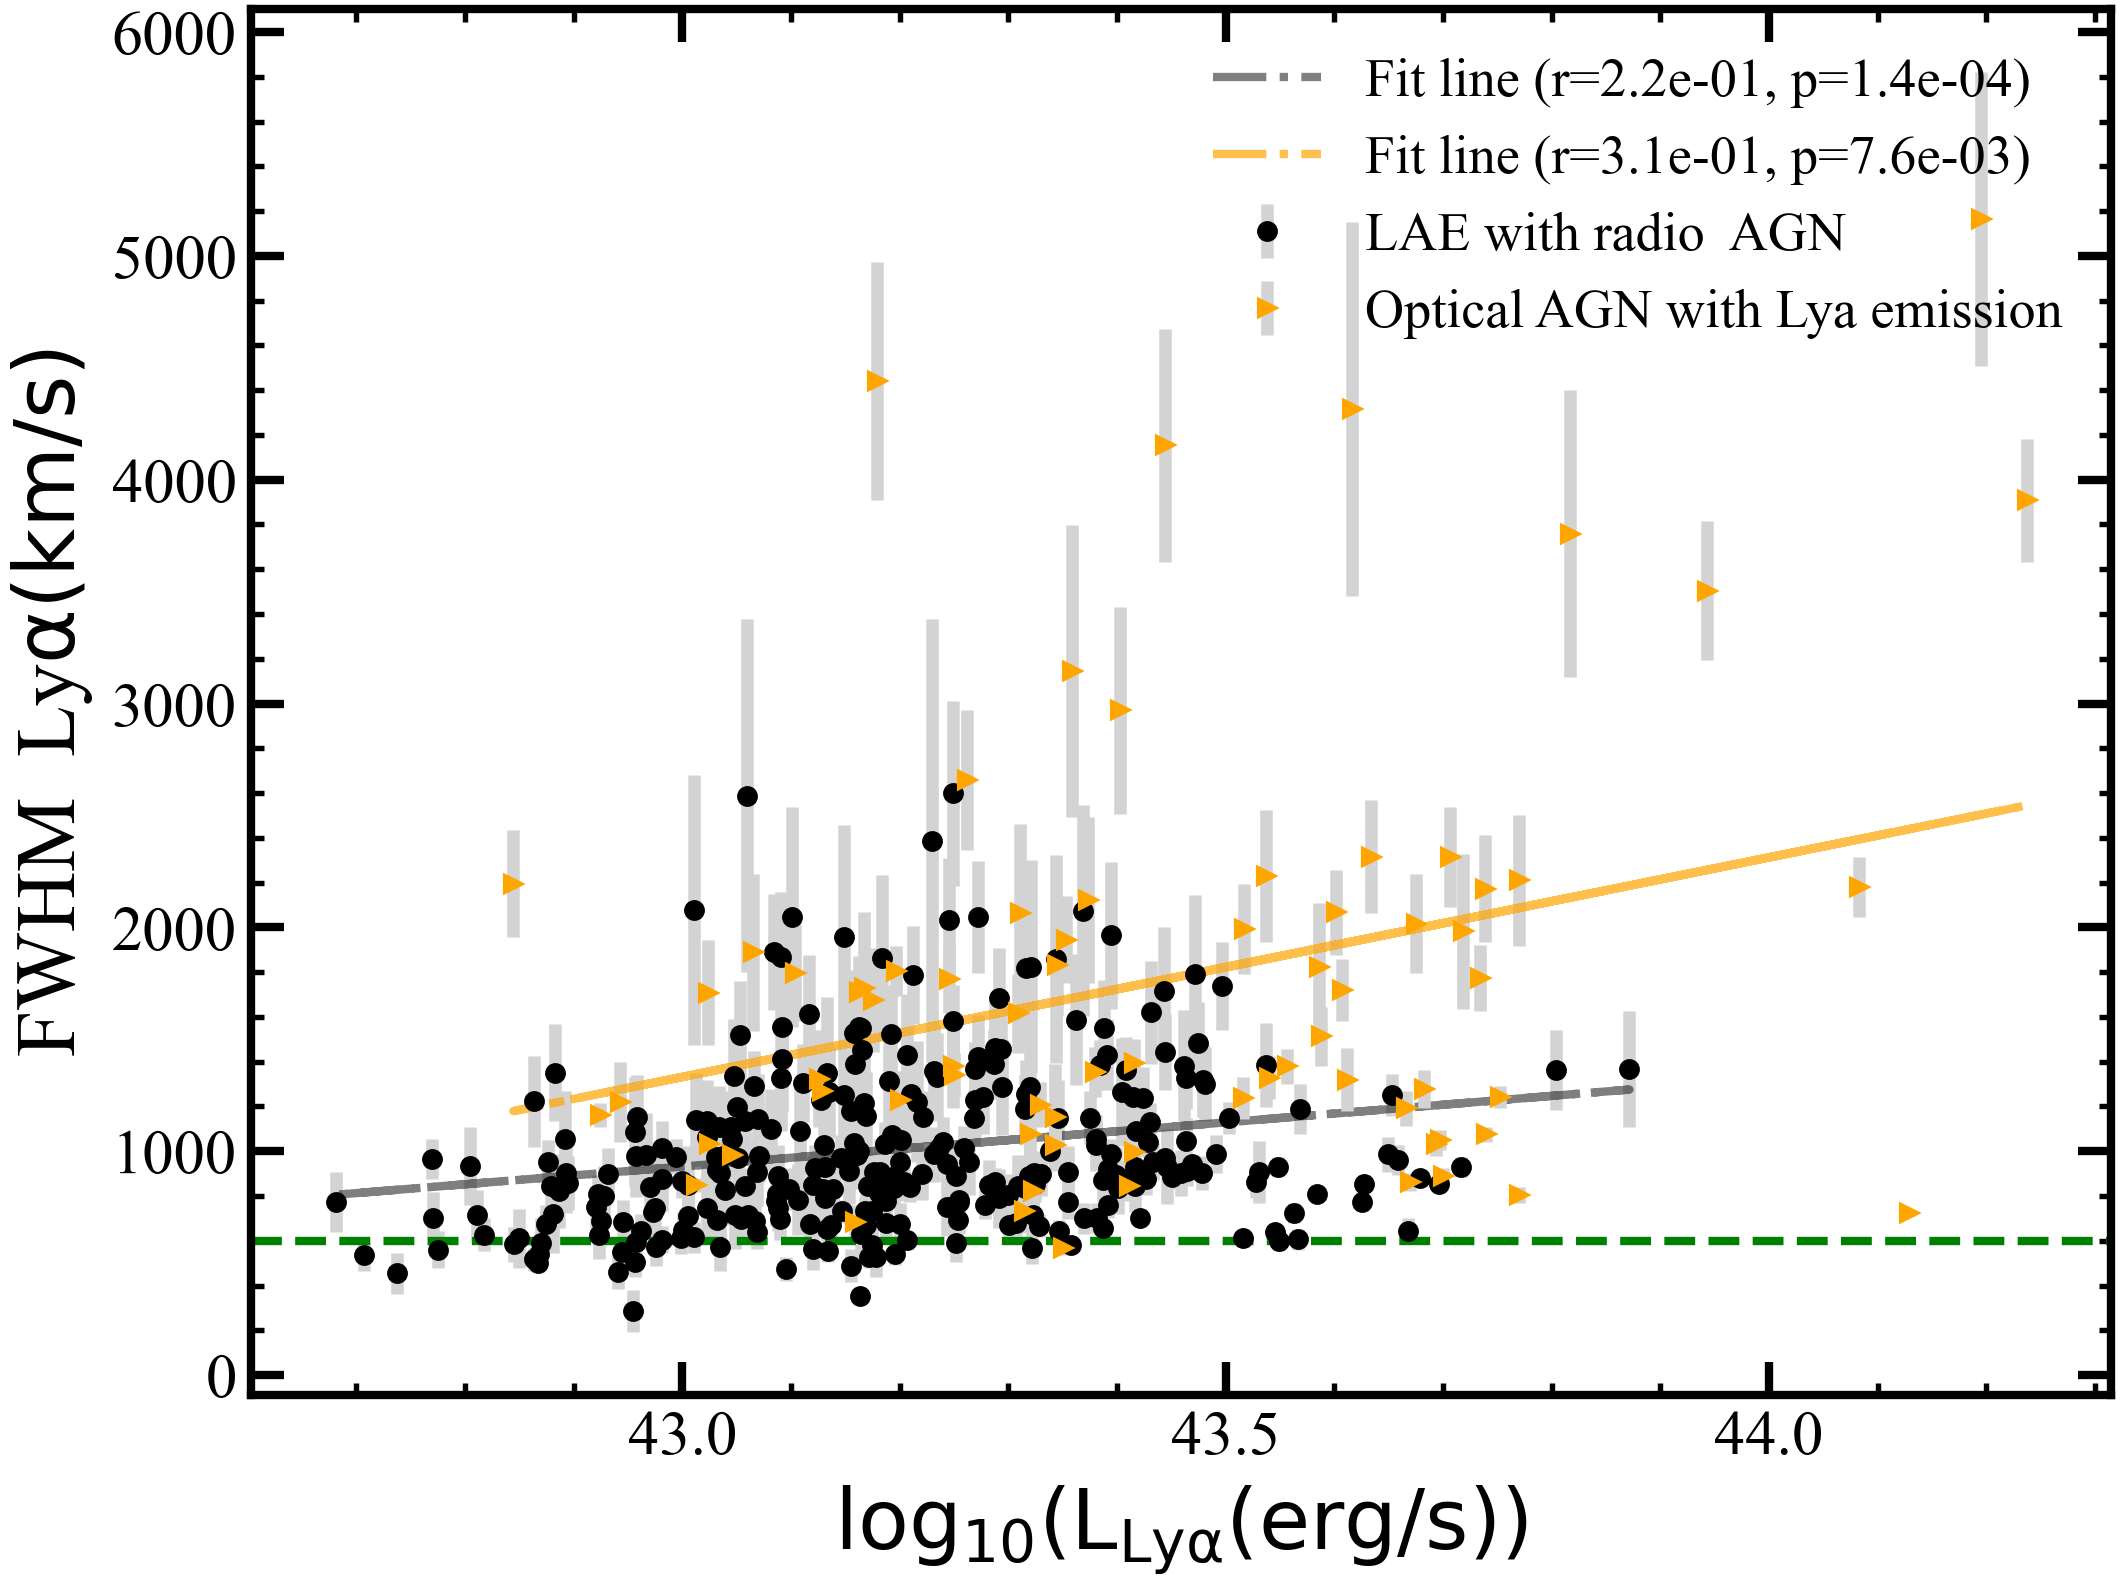 6000
5000
4000
3000
2000
1000
0
FWHM Lyα(km/s)
Fit line (r=2.2e-01, p=1.4e-04)
Fit line (r=3.1e-01, p=7.6e-03)
LAE with radio  AGN
Optical AGN with Lya emission
43.0
43.5
44.0
log₁₀(L_Lyα(erg/s))